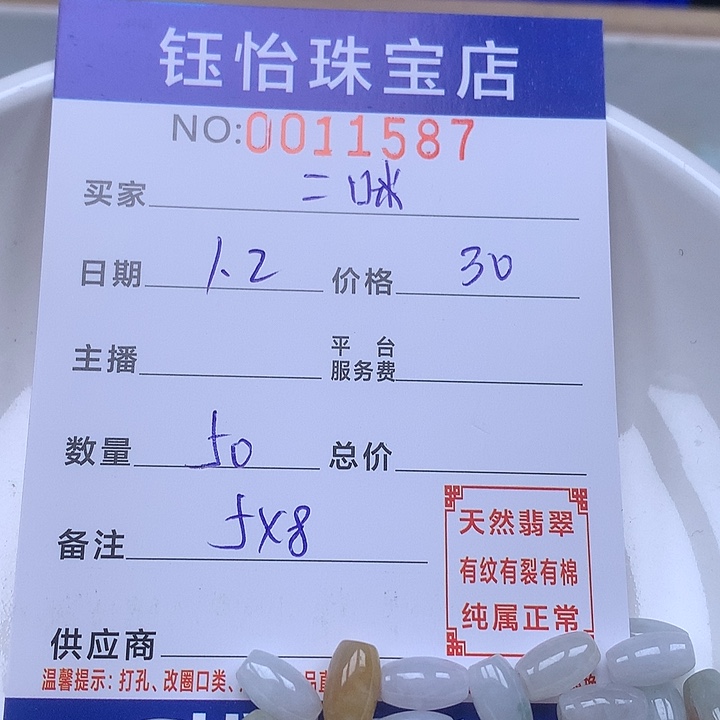 钰怡珠宝店
NO:0011587
买家 二咪
日期 1.2 价格 30
主播 平台服务费
数量 50 总价
备注 5X8
天然翡翠
有纹有裂有棉
纯属正常
供应商
温馨提示:打孔、改圈口类、